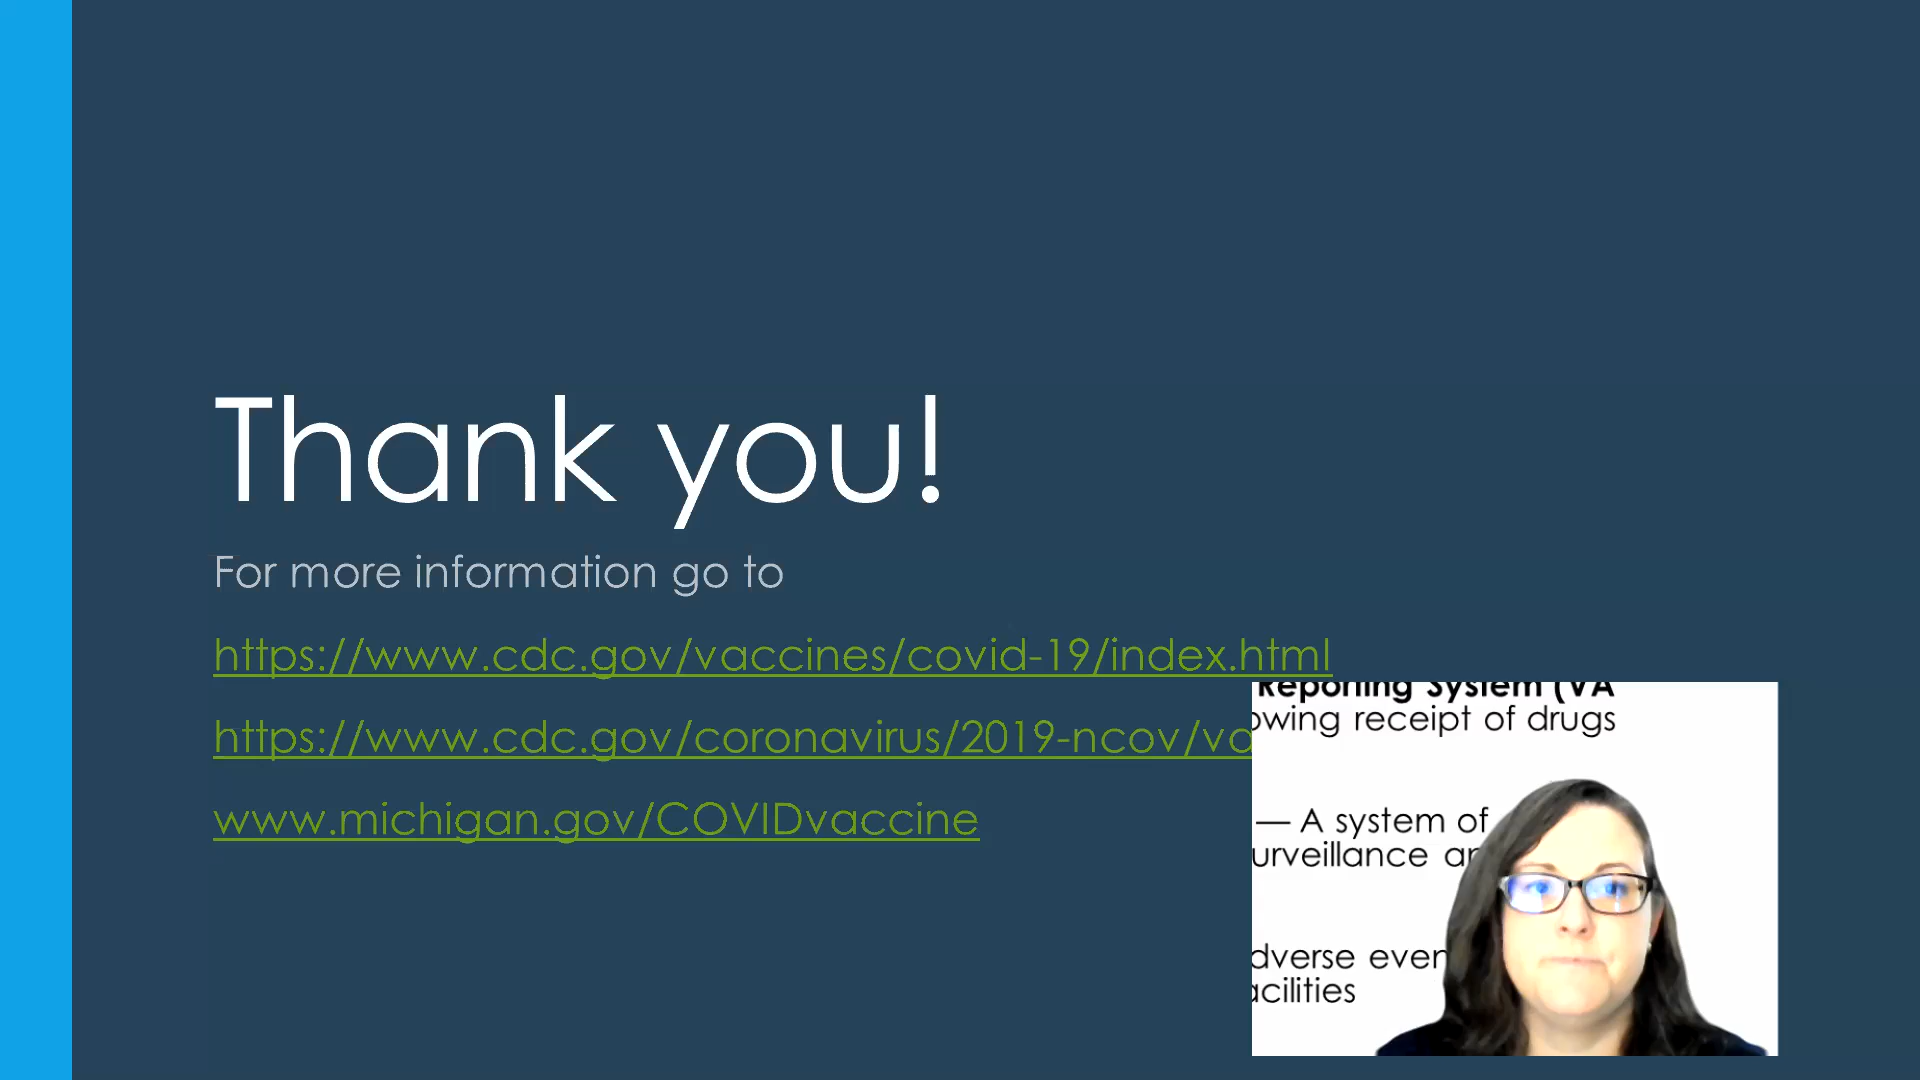 Thank you!
For more information go to
https://www.cdc.gov/vaccines/covid-19/index.html
https://www.cdc.gov/coronavirus/2019-ncov/va
www.michigan.gov/COVIDvaccine
Reporting System (VA
owing receipt of drugs
— A system of
urveillance an
dverse even
acilities